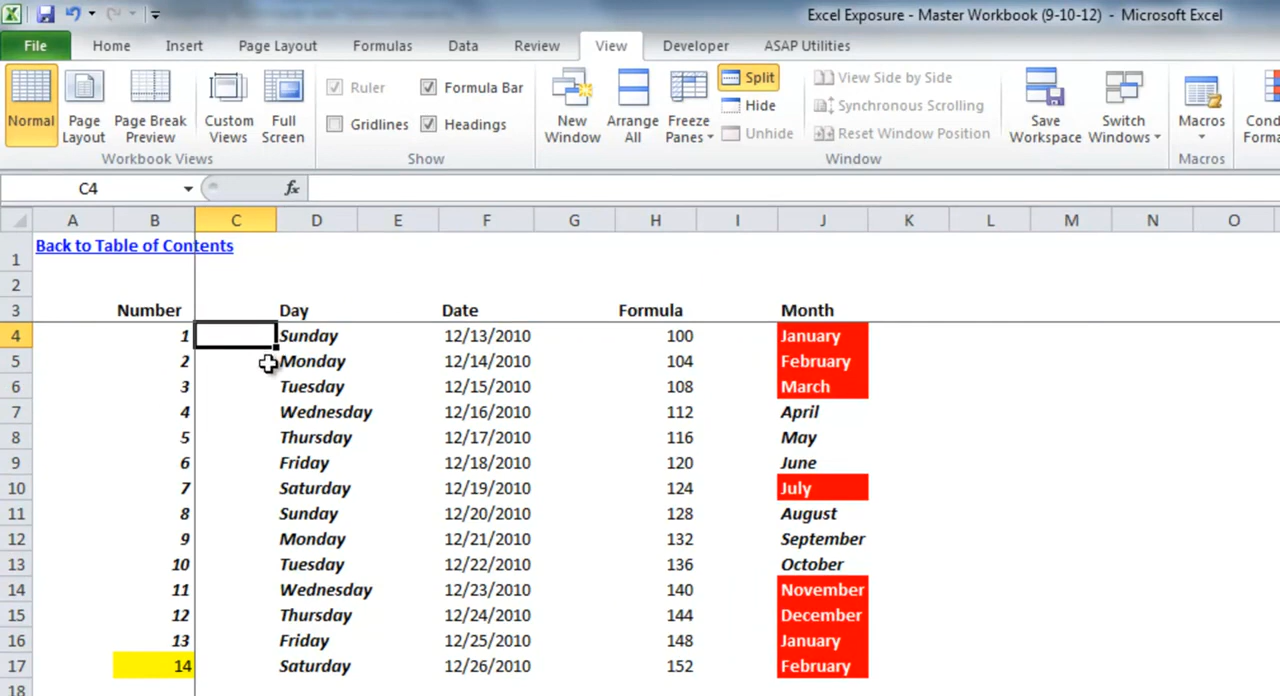 Excel Exposure - Master Workbook (9-10-12) - Microsoft Excel
File Home Insert Page Layout Formulas Data Review View Developer ASAP Utilities
Normal
Page Layout
Page Break Preview
Custom Views
Full Screen
Workbook Views
Ruler
Formula Bar
Gridlines
Headings
Show
New Window
Arrange All
Freeze Panes
Split
Hide
Unhide
View Side by Side
Synchronous Scrolling
Reset Window Position
Save Workspace
Switch Windows
Window
Macros
Macros
C4 fx
A B C D E F G H I J K L M N O
1 Back to Table of Contents
2
3 Number Day Date Formula Month
4 1 Sunday 12/13/2010 100 January
5 2 Monday 12/14/2010 104 February
6 3 Tuesday 12/15/2010 108 March
7 4 Wednesday 12/16/2010 112 April
8 5 Thursday 12/17/2010 116 May
9 6 Friday 12/18/2010 120 June
10 7 Saturday 12/19/2010 124 July
11 8 Sunday 12/20/2010 128 August
12 9 Monday 12/21/2010 132 September
13 10 Tuesday 12/22/2010 136 October
14 11 Wednesday 12/23/2010 140 November
15 12 Thursday 12/24/2010 144 December
16 13 Friday 12/25/2010 148 January
17 14 Saturday 12/26/2010 152 February
18